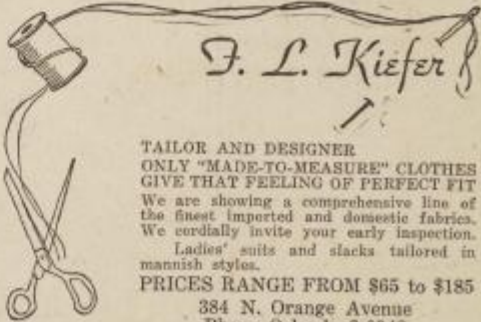 F. L. Kiefer
TAILOR AND DESIGNER
ONLY "MADE-TO-MEASURE" CLOTHES
GIVE THAT FEELING OF PERFECT FIT
We are showing a comprehensive line of
the finest imported and domestic fabrics.
We cordially invite your early inspection.
Ladies' suits and slacks tailored in
mannish styles.
PRICES RANGE FROM $65 to $185
384 N. Orange Avenue